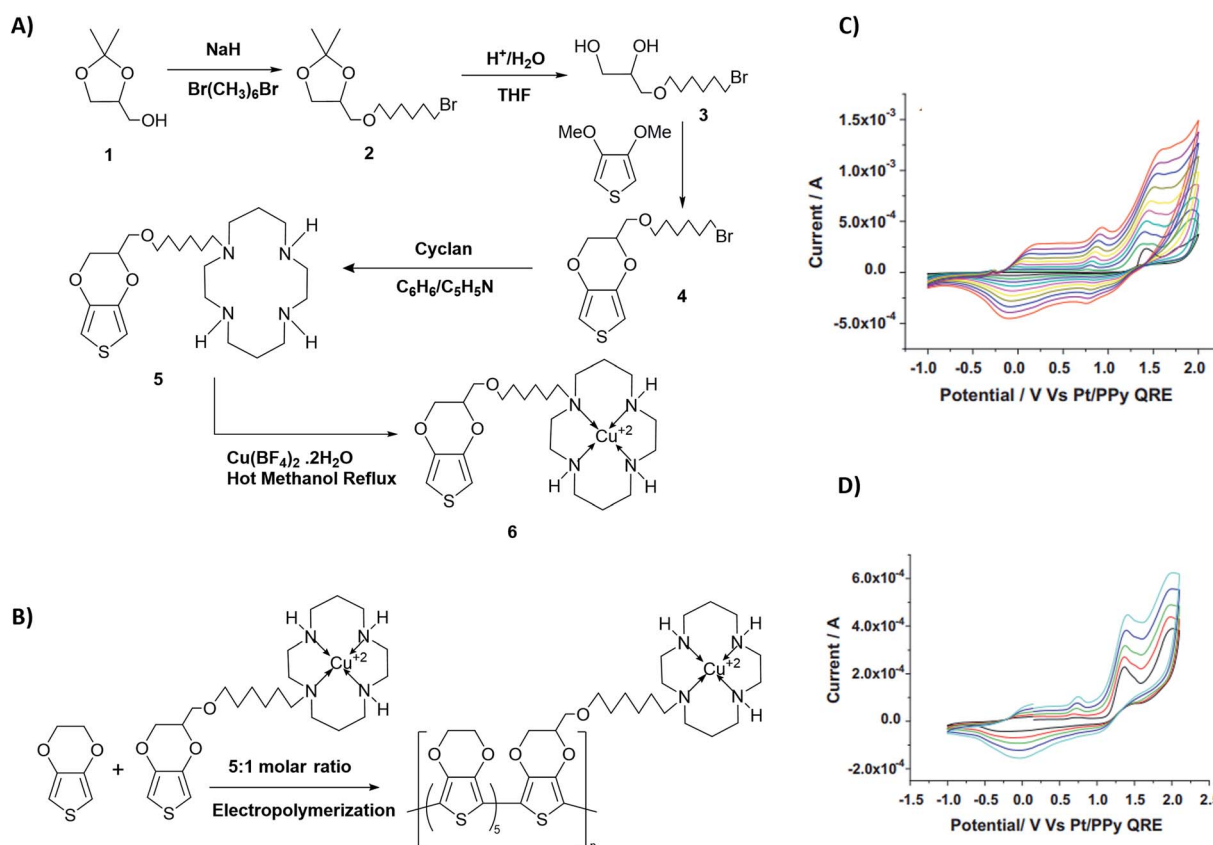 A)
NaH
Br(CH₃)₆Br
O
O
OH
1
O
O
O
Br
2
H⁺/H₂O
THF
HO
OH
O
Br
3
MeO
OMe
S
O
Br
O
O
S
4
Cyclan
C₆H₆/C₅H₅N
O
N
N
H
N
H
N
H
O
O
S
5
Cu(BF₄)₂ .2H₂O
Hot Methanol Reflux
O
N
N
H
Cu⁺²
N
H
N
H
O
O
S
6
B)
O
O
S
+
H
N
N
H
Cu⁺²
N
N
H
O
O
O
S
5:1 molar ratio
Electropolymerization
H
N
N
H
Cu⁺²
N
N
H
O
O
O
S
5
O
O
S
n
C)
Current / A
1.5x10⁻³
1.0x10⁻³
5.0x10⁻⁴
0.0
-5.0x10⁻⁴
-1.0 -0.5 0.0 0.5 1.0 1.5 2.0
Potential / V Vs Pt/PPy QRE
D)
Current / A
6.0x10⁻⁴
4.0x10⁻⁴
2.0x10⁻⁴
0.0
-2.0x10⁻⁴
-1.5 -1.0 -0.5 0.0 0.5 1.0 1.5 2.0
Potential/ V Vs Pt/PPy QRE